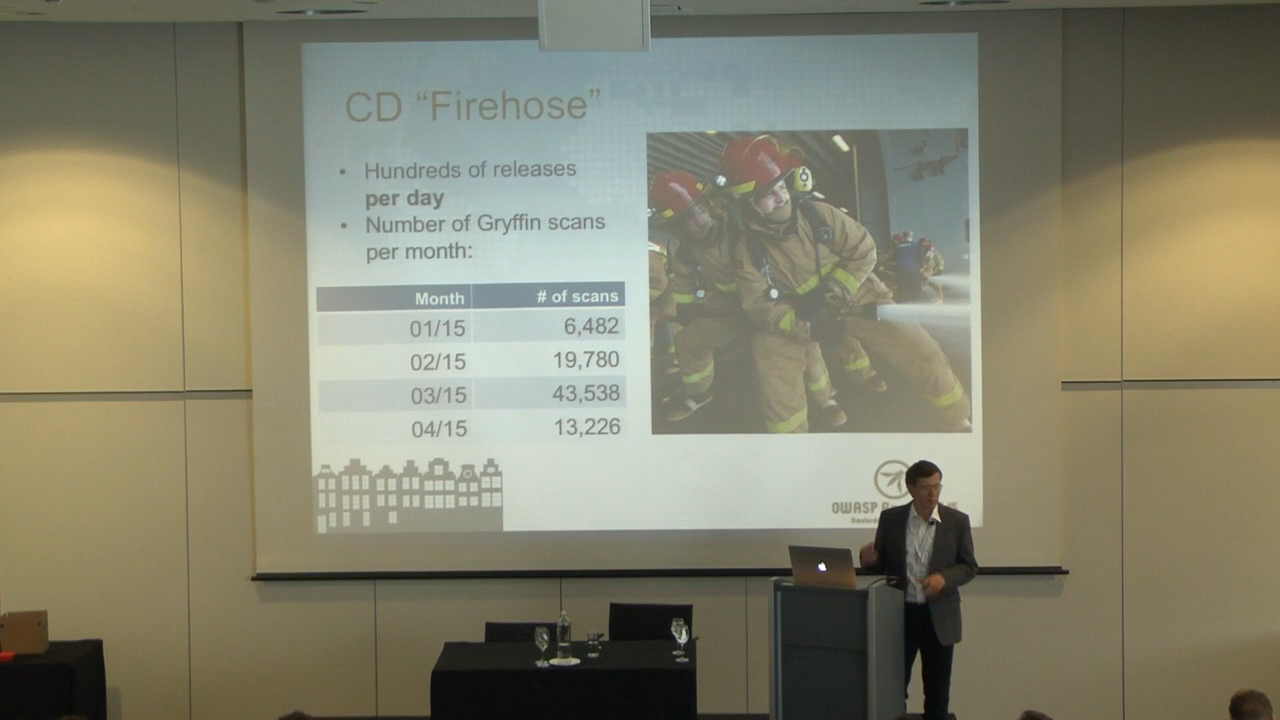 CD “Firehose”
• Hundreds of releases
per day
• Number of Gryffin scans
per month:
Month # of scans
01/15 6,482
02/15 19,780
03/15 43,538
04/15 13,226
OWASP